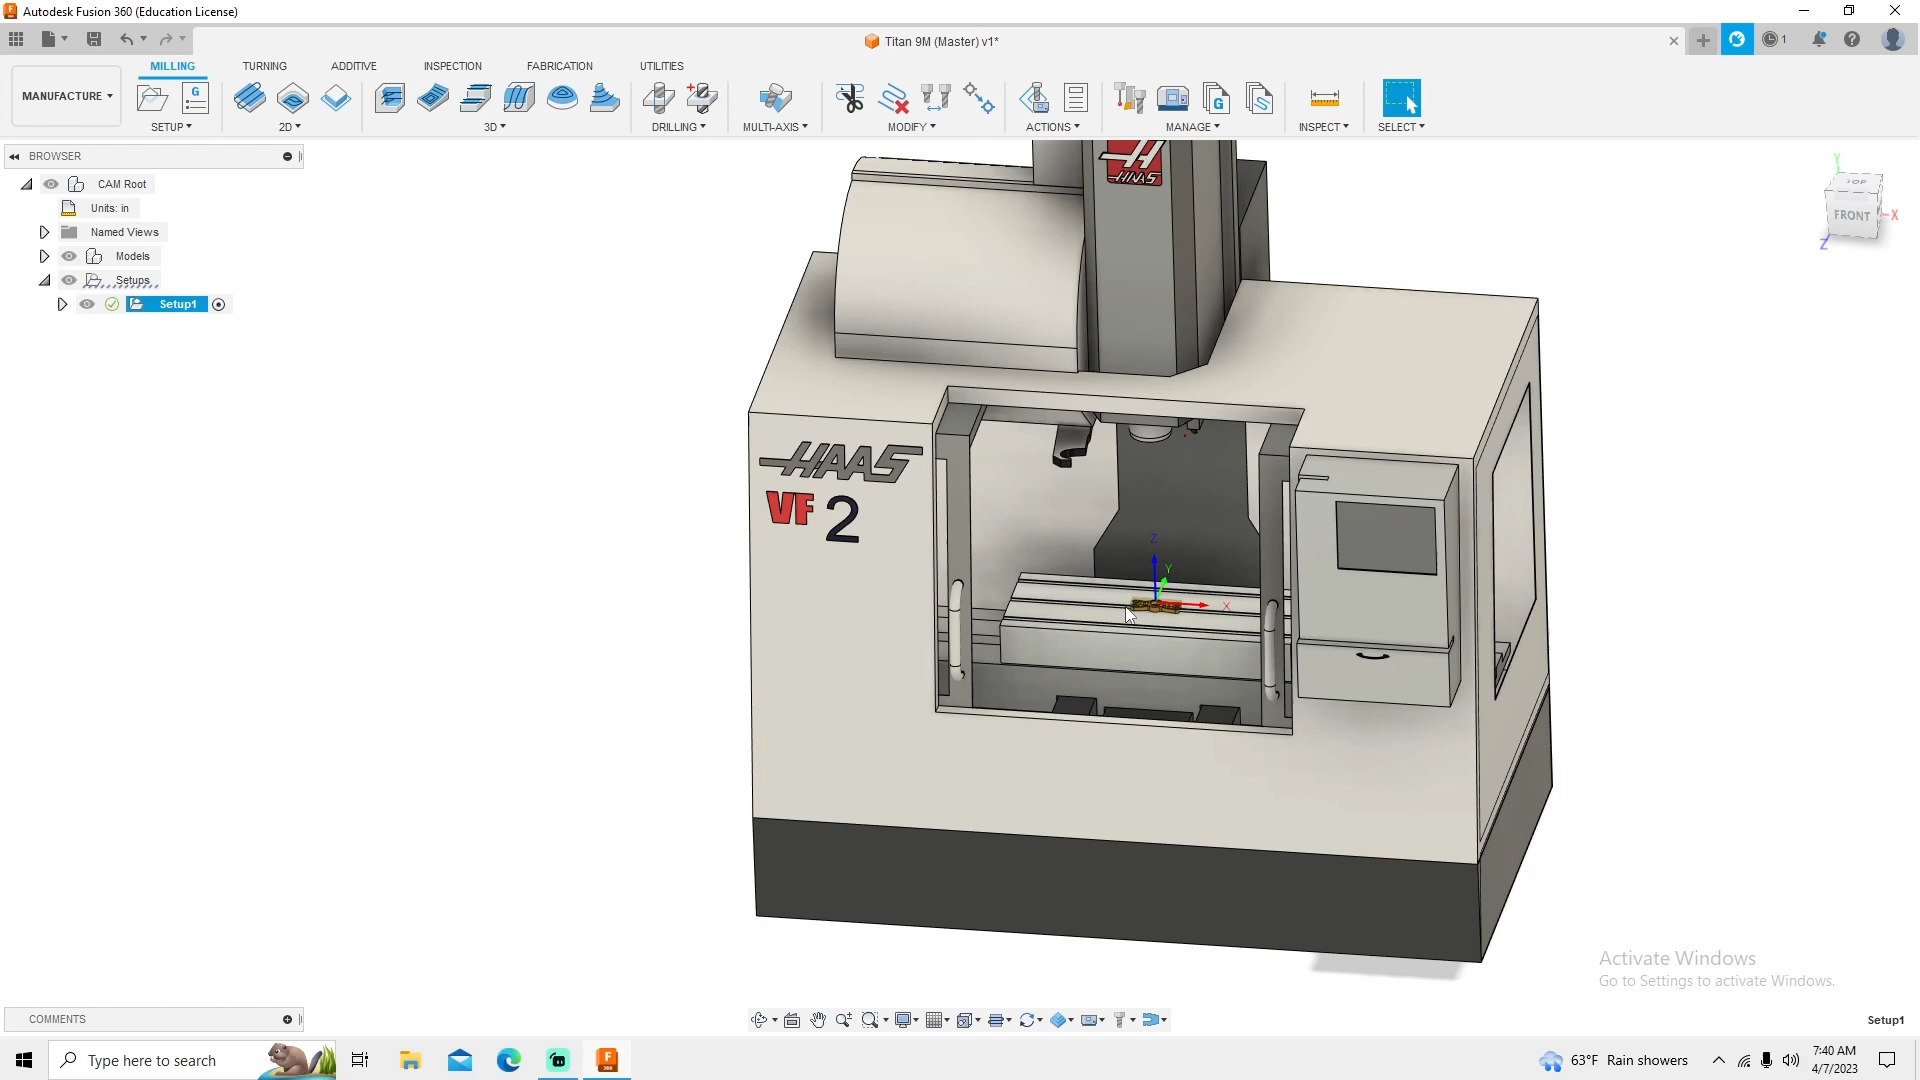 Autodesk Fusion 360 (Education License)
Titan 9M (Master) v1*
1
MILLING
TURNING
ADDITIVE
INSPECTION
FABRICATION
UTILITIES
MANUFACTURE
SETUP
2D
3D
DRILLING
MULTI-AXIS
MODIFY
ACTIONS
MANAGE
INSPECT
SELECT
BROWSER
CAM Root
Units: in
Named Views
Models
Setups
Setup1
HAAS
HAAS
VF 2
Z
Y
X
Y
TOP
FRONT
X
Z
Activate Windows
Go to Settings to activate Windows.
COMMENTS
Setup1
Type here to search
63°F Rain showers
7:40 AM
4/7/2023